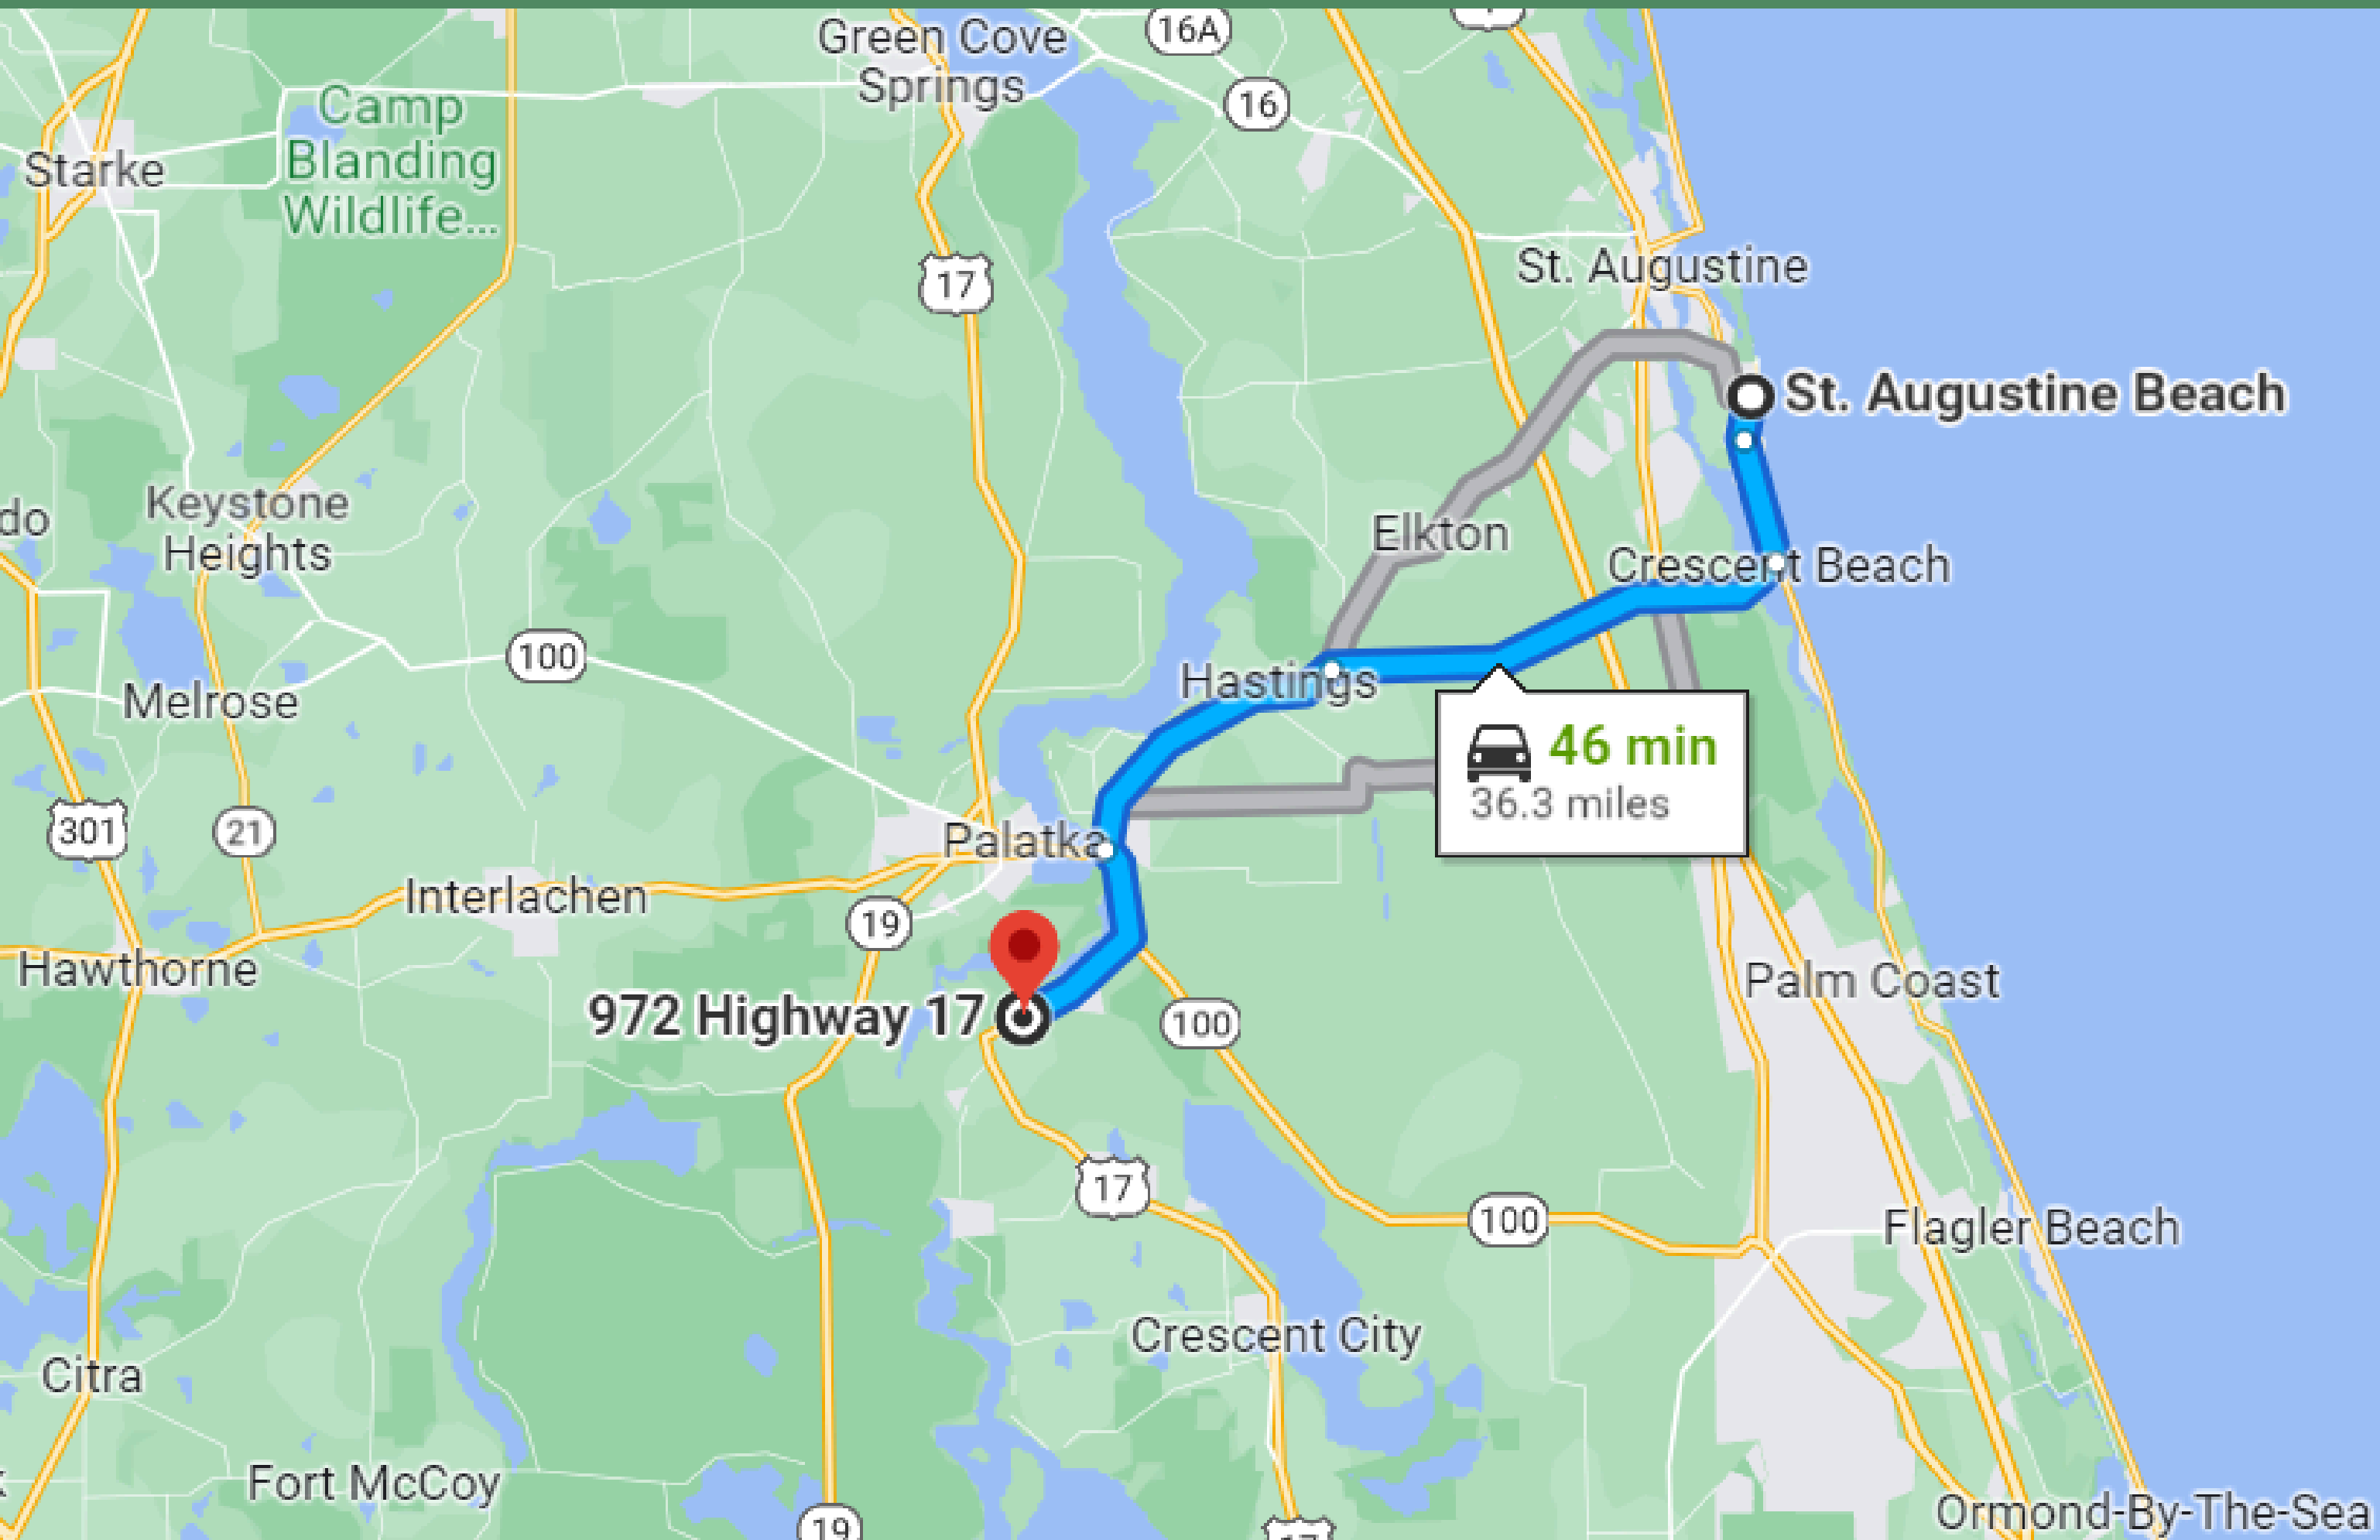 Green Cove
Springs
16A
16
Camp
Blanding
Wildlife...
Starke
17
St. Augustine
St. Augustine Beach
Keystone
Heights
do
Elkton
Crescent Beach
100
Hastings
Melrose
46 min
36.3 miles
301
21
Palatka
Interlachen
19
Hawthorne
972 Highway 17
100
Palm Coast
17
100
Flagler Beach
Crescent City
Citra
Fort McCoy
19
17
Ormond-By-The-Sea